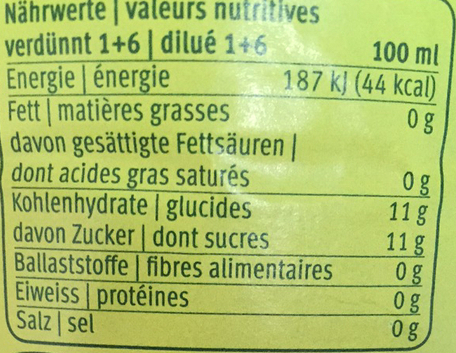 Nährwerte | valeurs nutritives
verdünnt 1+6 | dilué 1+6 100 ml
Energie | énergie 187 kJ (44 kcal)
Fett | matières grasses 0 g
davon gesättigte Fettsäuren |
dont acides gras saturés 0 g
Kohlenhydrate | glucides 11 g
davon Zucker | dont sucres 11 g
Ballaststoffe | fibres alimentaires 0 g
Eiweiss | protéines 0 g
Salz | sel 0 g